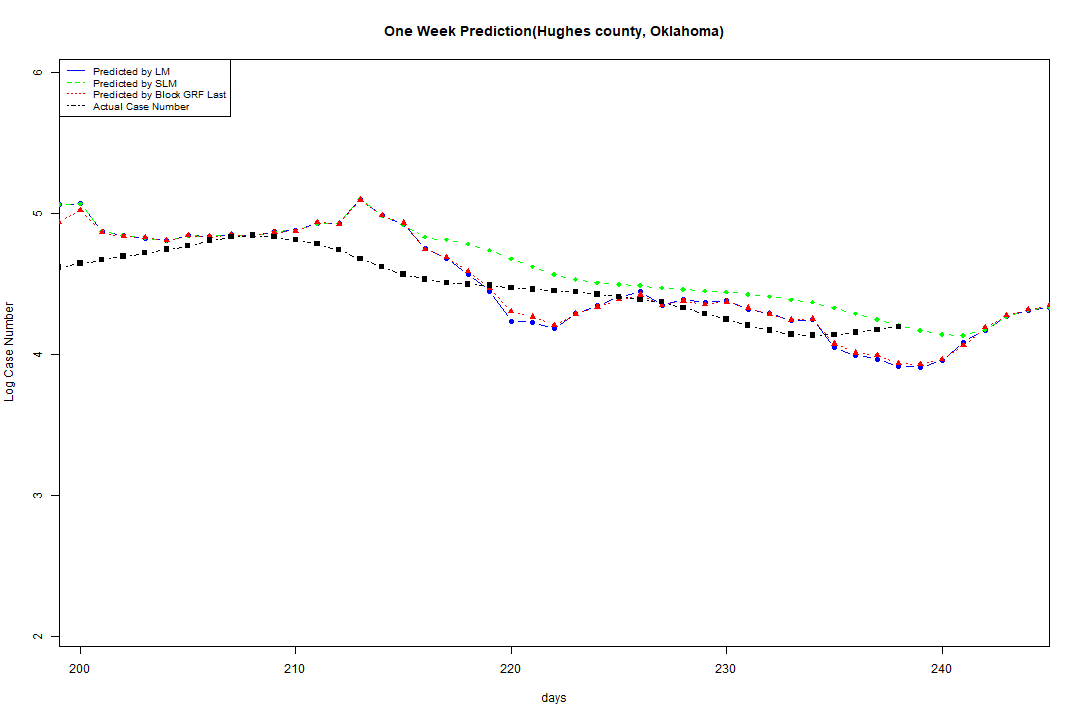 One Week Prediction(Hughes county, Oklahoma)
Predicted by LM
Predicted by SLM
Predicted by Block GRF Last
Actual Case Number
6
5
4
3
2
Log Case Number
200 210 220 230 240
days